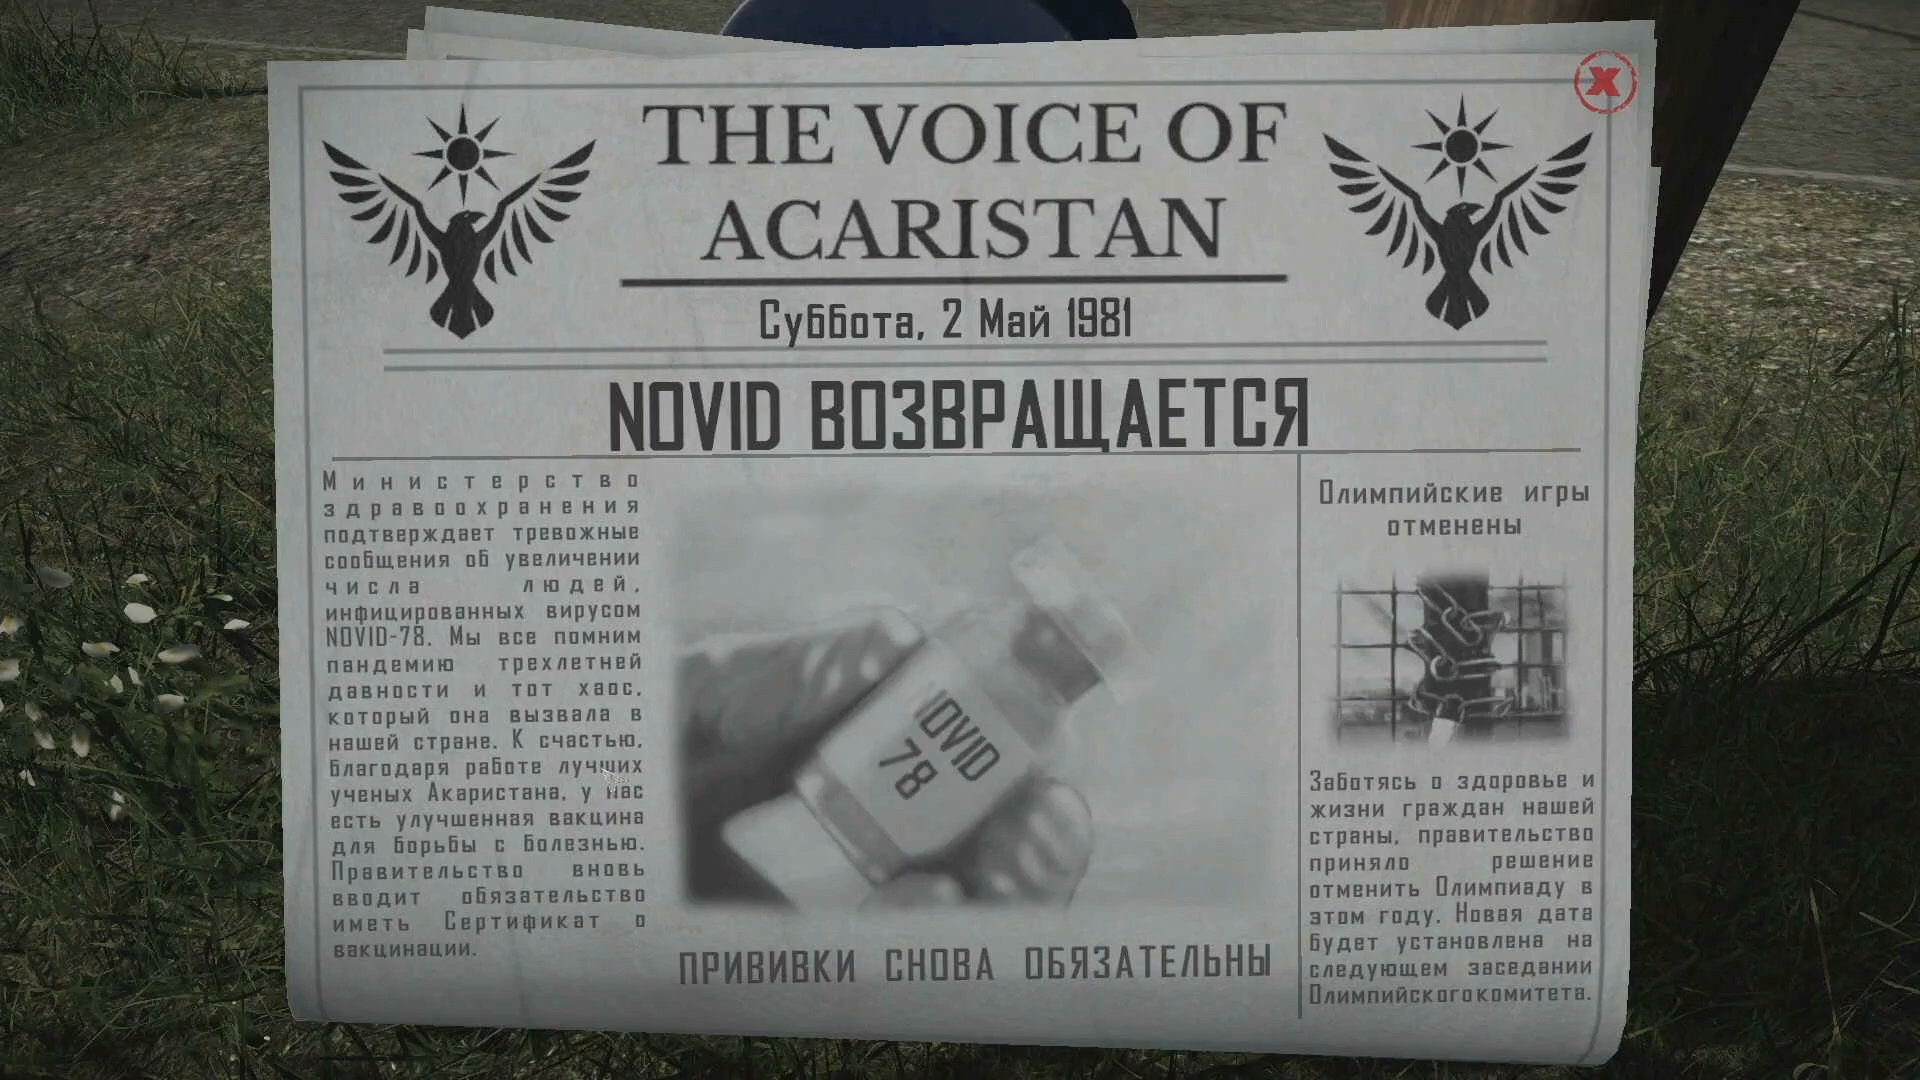 THE VOICE OF
ACARISTAN
Суббота, 2 Май 1981
NOVID ВОЗВРАЩАЕТСЯ
Министерство
здравоохранения
подтверждает тревожные
сообщения об увеличении
числа людей,
инфицированных вирусом
NOVID-78. Мы все помним
пандемию трехлетней
давности и тот хаос,
который она вызвала в
нашей стране. К счастью,
благодаря работе лучших
ученых Акаристана, у нас
есть улучшенная вакцина
для борьбы с болезнью.
Правительство вновь
вводит обязательство
иметь Сертификат о
вакцинации.
NOVID
78
ПРИВИВКИ СНОВА ОБЯЗАТЕЛЬНЫ
Олимпийские игры
отменены
Заботясь о здоровье и
жизни граждан нашей
страны, правительство
приняло решение
отменить Олимпиаду в
этом году. Новая дата
будет установлена на
следующем заседании
Олимпийского комитета.
X